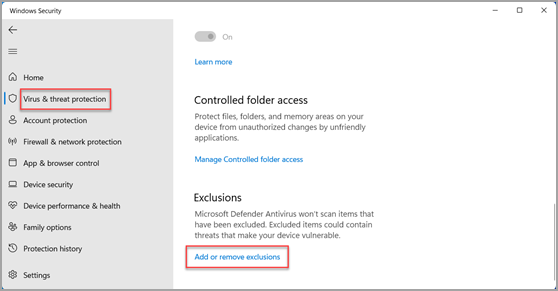 Windows Security
Home
Virus & threat protection
Account protection
Firewall & network protection
App & browser control
Device security
Device performance & health
Family options
Protection history
Settings
On
Learn more
Controlled folder access
Protect files, folders, and memory areas on your
device from unauthorized changes by unfriendly
applications.
Manage Controlled folder access
Exclusions
Microsoft Defender Antivirus won't scan items that
have been excluded. Excluded items could contain
threats that make your device vulnerable.
Add or remove exclusions